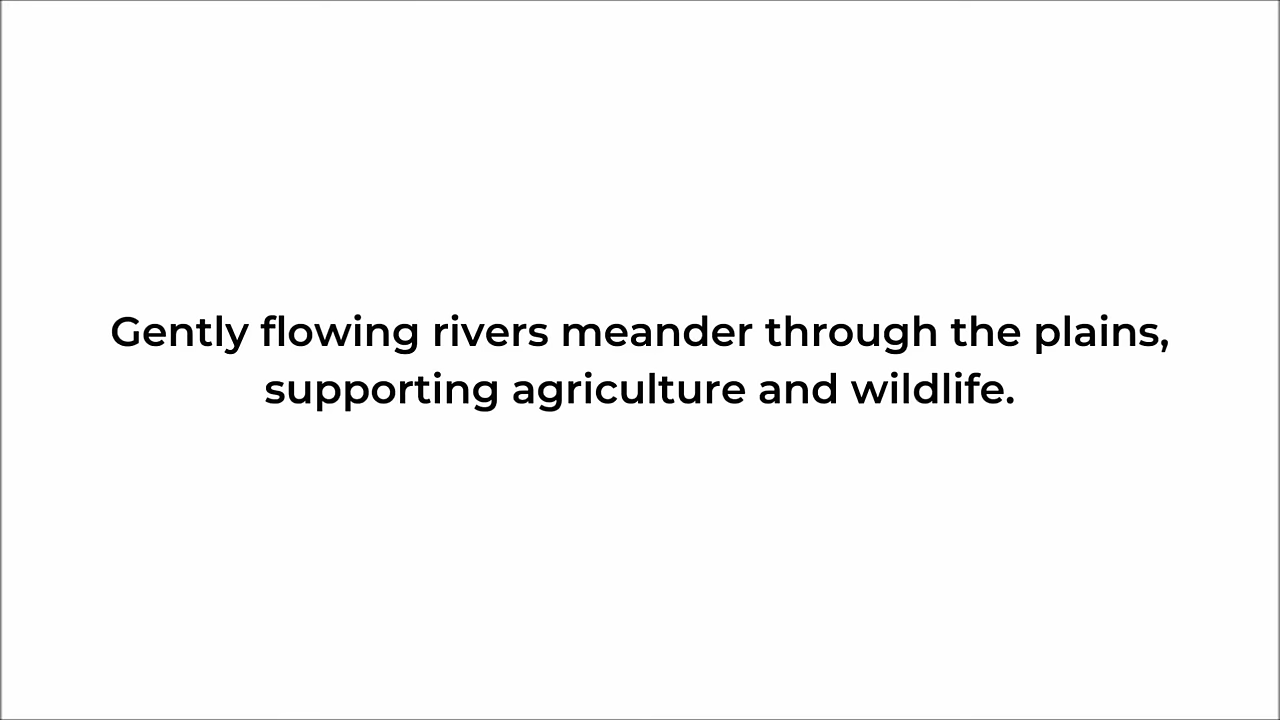 Gently flowing rivers meander through the plains,
supporting agriculture and wildlife.